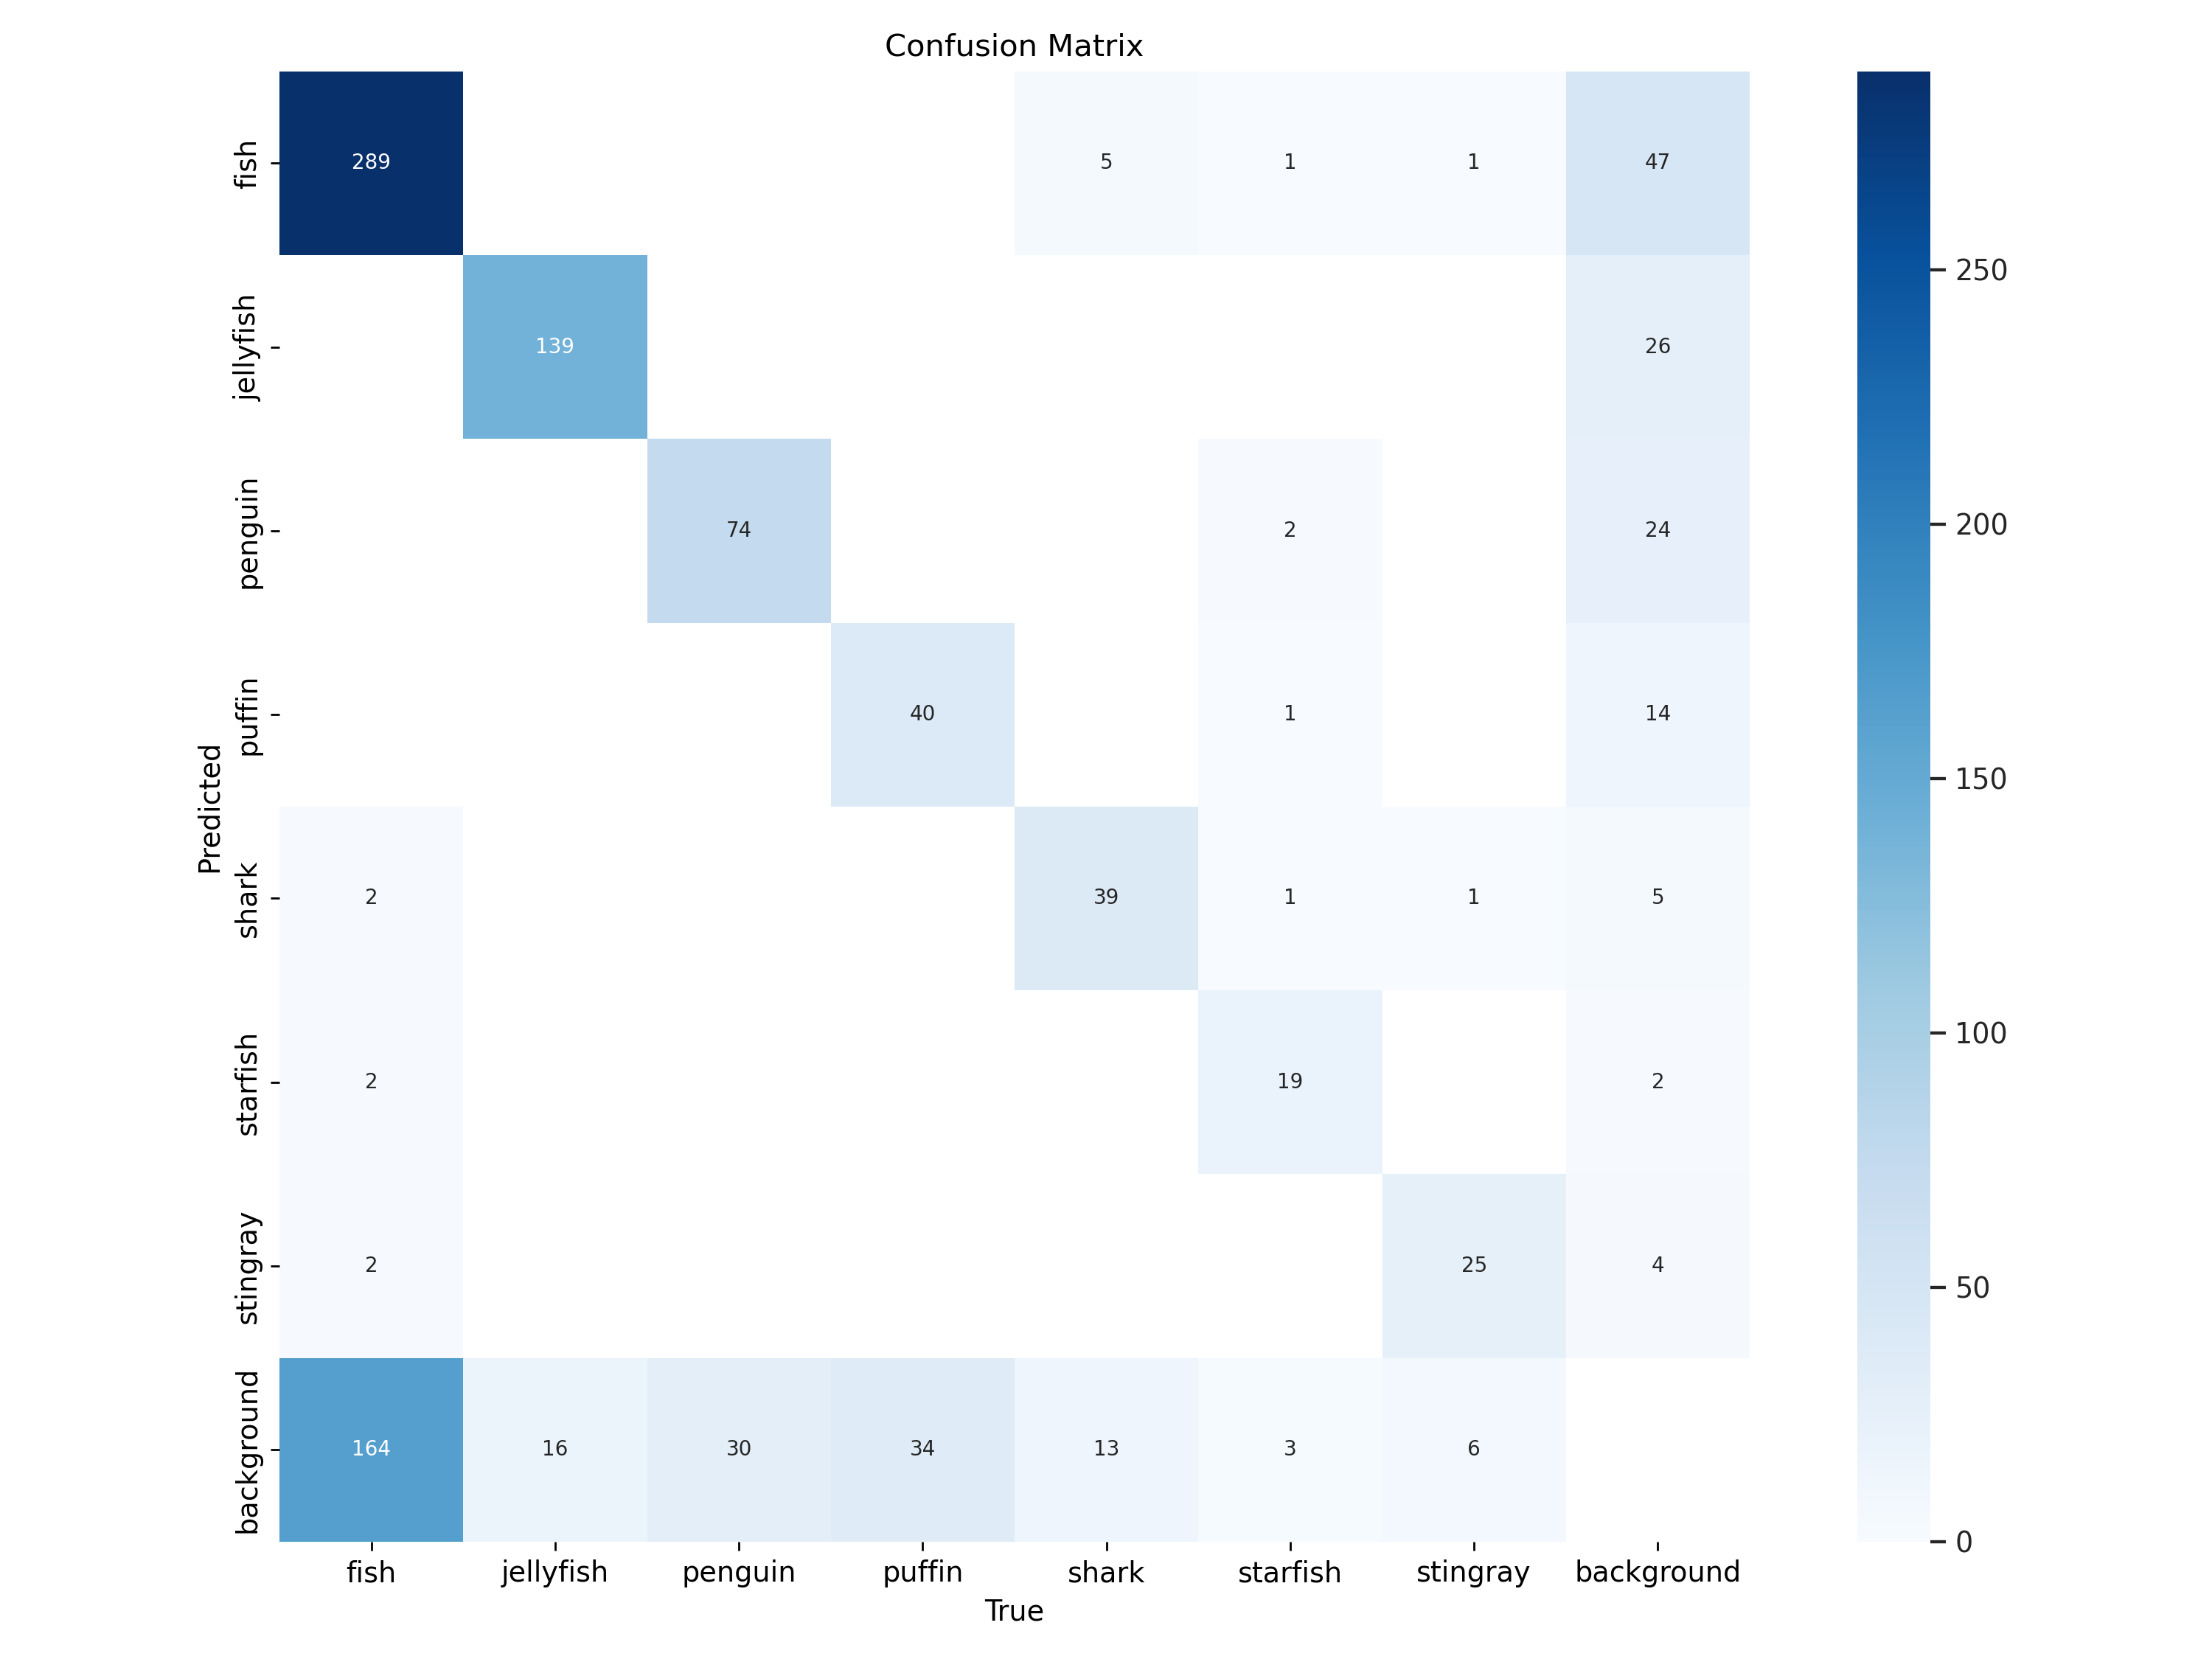 Confusion Matrix
fish 289 5 1 1 47
jellyfish 139 26
penguin 74 2 24
puffin 40 1 14
shark 2 39 1 1 5
starfish 2 19 2
stingray 2 25 4
background 164 16 30 34 13 3 6
fish jellyfish penguin puffin shark starfish stingray background
True
Predicted
250
200
150
100
50
0